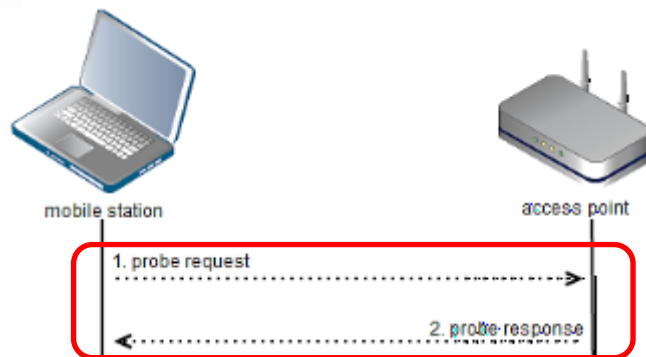 mobile station
access point
1. probe request
2. probe response